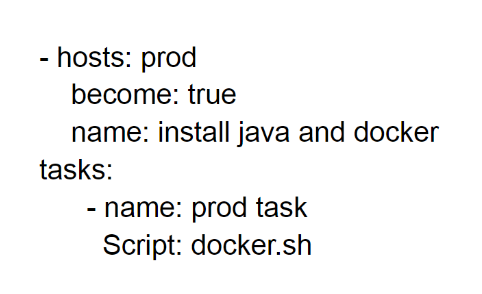 - hosts: prod
become: true
name: install java and docker
tasks:
- name: prod task
Script: docker.sh